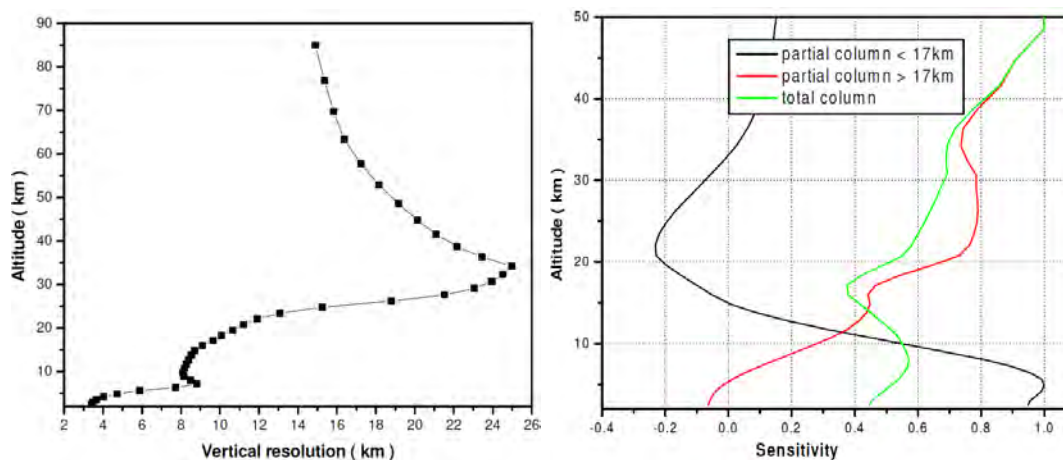 90
80
70
60
50
40
30
20
10
Altitude ( km )
2 4 6 8 10 12 14 16 18 20 22 24 26
Vertical resolution ( km )
50
40
30
20
10
Altitude ( km )
partial column < 17km
partial column > 17km
total column
-0.4 -0.2 0.0 0.2 0.4 0.6 0.8 1.0
Sensitivity